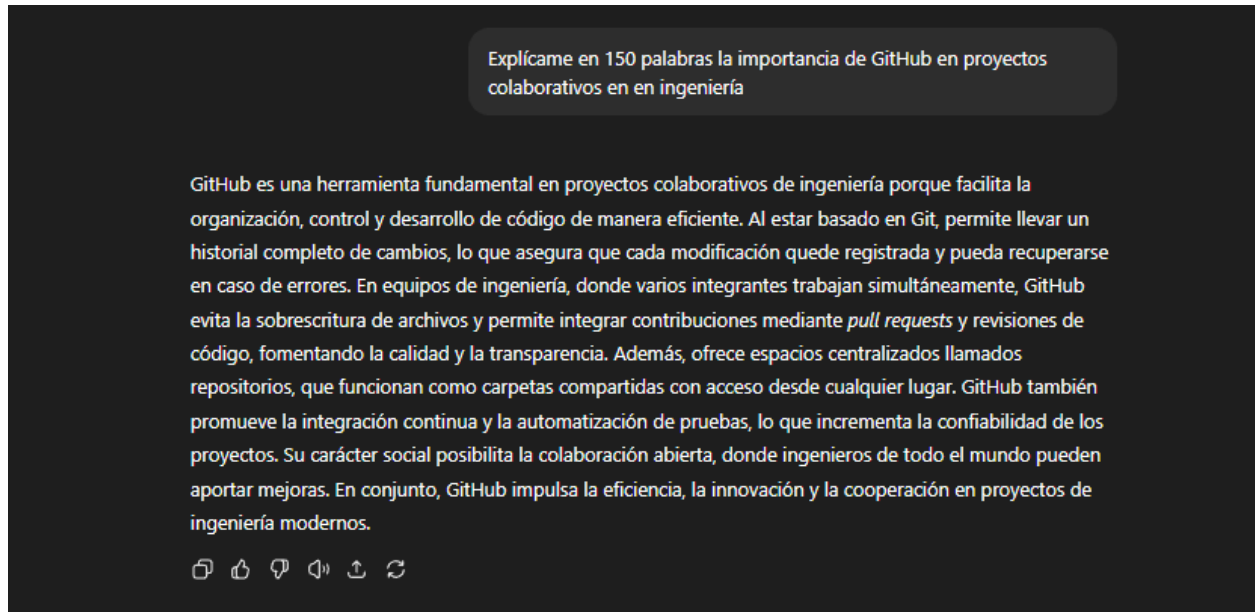 Explícame en 150 palabras la importancia de GitHub en proyectos
colaborativos en en ingeniería
GitHub es una herramienta fundamental en proyectos colaborativos de ingeniería porque facilita la
organización, control y desarrollo de código de manera eficiente. Al estar basado en Git, permite llevar un
historial completo de cambios, lo que asegura que cada modificación quede registrada y pueda recuperarse
en caso de errores. En equipos de ingeniería, donde varios integrantes trabajan simultáneamente, GitHub
evita la sobrescritura de archivos y permite integrar contribuciones mediante pull requests y revisiones de
código, fomentando la calidad y la transparencia. Además, ofrece espacios centralizados llamados
repositorios, que funcionan como carpetas compartidas con acceso desde cualquier lugar. GitHub también
promueve la integración continua y la automatización de pruebas, lo que incrementa la confiabilidad de los
proyectos. Su carácter social posibilita la colaboración abierta, donde ingenieros de todo el mundo pueden
aportar mejoras. En conjunto, GitHub impulsa la eficiencia, la innovación y la cooperación en proyectos de
ingeniería modernos.